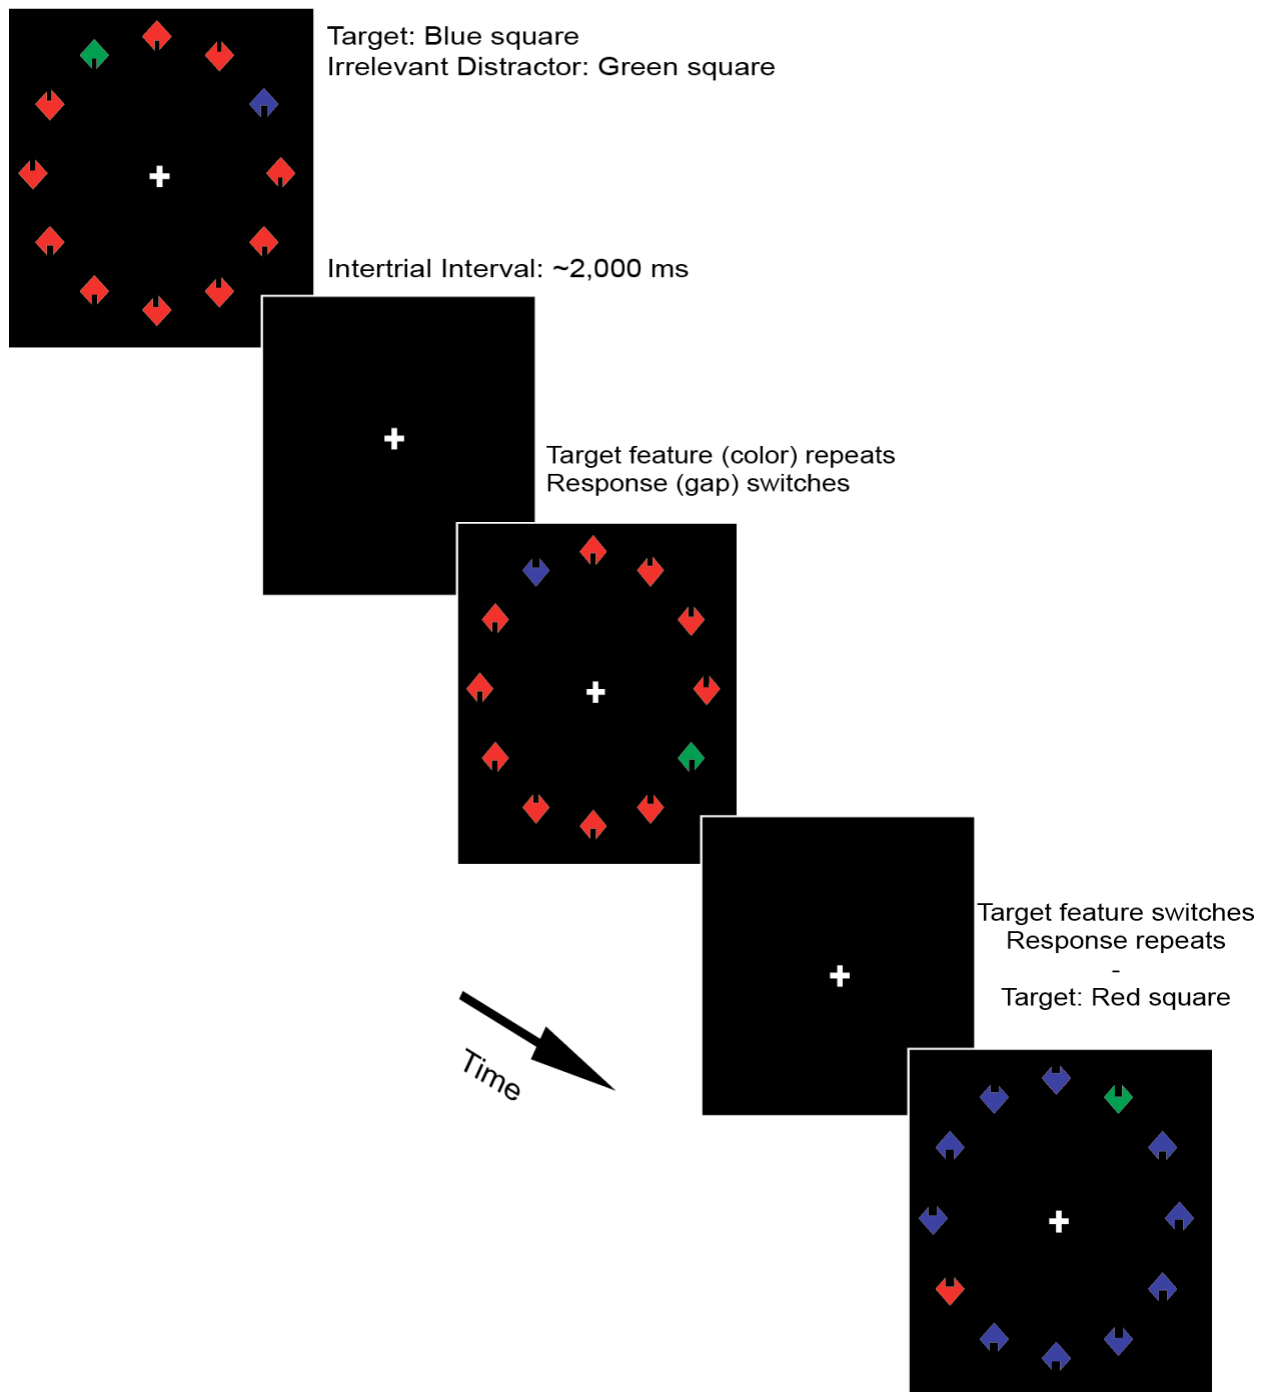 Target: Blue square
Irrelevant Distractor: Green square
Intertrial Interval: ~2,000 ms
Target feature (color) repeats
Response (gap) switches
Target feature switches
Response repeats
-
Target: Red square
Time